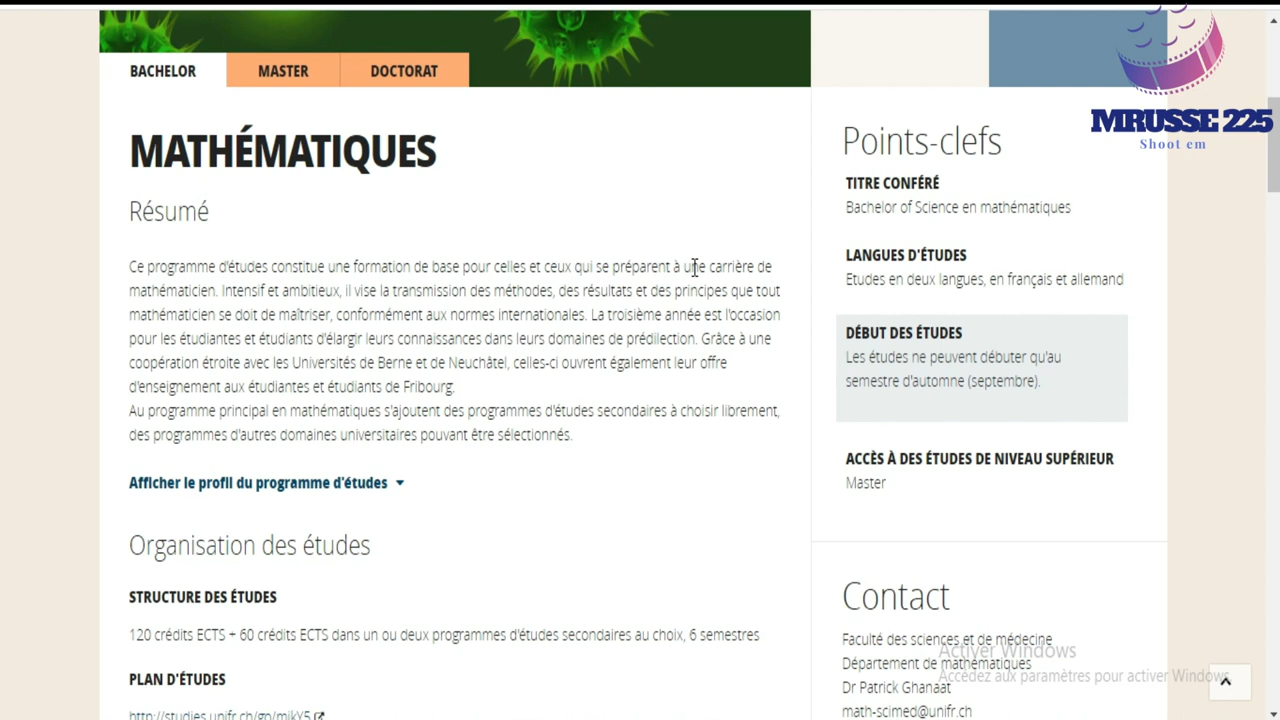 BACHELOR
MASTER
DOCTORAT
MATHÉMATIQUES
Résumé
Ce programme d'études constitue une formation de base pour celles et ceux qui se préparent à une carrière de
mathématicien. Intensif et ambitieux, il vise la transmission des méthodes, des résultats et des principes que tout
mathématicien se doit de maîtriser, conformément aux normes internationales. La troisième année est l'occasion
pour les étudiantes et étudiants d'élargir leurs connaissances dans leurs domaines de prédilection. Grâce à une
coopération étroite avec les Universités de Berne et de Neuchâtel, celles-ci ouvrent également leur offre
d'enseignement aux étudiantes et étudiants de Fribourg.
Au programme principal en mathématiques s'ajoutent des programmes d'études secondaires à choisir librement,
des programmes d'autres domaines universitaires pouvant être sélectionnés.
Afficher le profil du programme d'études
Organisation des études
STRUCTURE DES ÉTUDES
120 crédits ECTS + 60 crédits ECTS dans un ou deux programmes d'études secondaires au choix, 6 semestres
PLAN D'ÉTUDES
http://studies.unifr.ch/go/mjkY5
MRUSSE 225
Shoot em
Points-clefs
TITRE CONFÉRÉ
Bachelor of Science en mathématiques
LANGUES D'ÉTUDES
Etudes en deux langues, en français et allemand
DÉBUT DES ÉTUDES
Les études ne peuvent débuter qu'au
semestre d'automne (septembre).
ACCÈS À DES ÉTUDES DE NIVEAU SUPÉRIEUR
Master
Contact
Faculté des sciences et de médecine
Département de mathématiques
Dr Patrick Ghanaat
math-scimed@unifr.ch
Activer Windows
Accédez aux paramètres pour activer Windows.